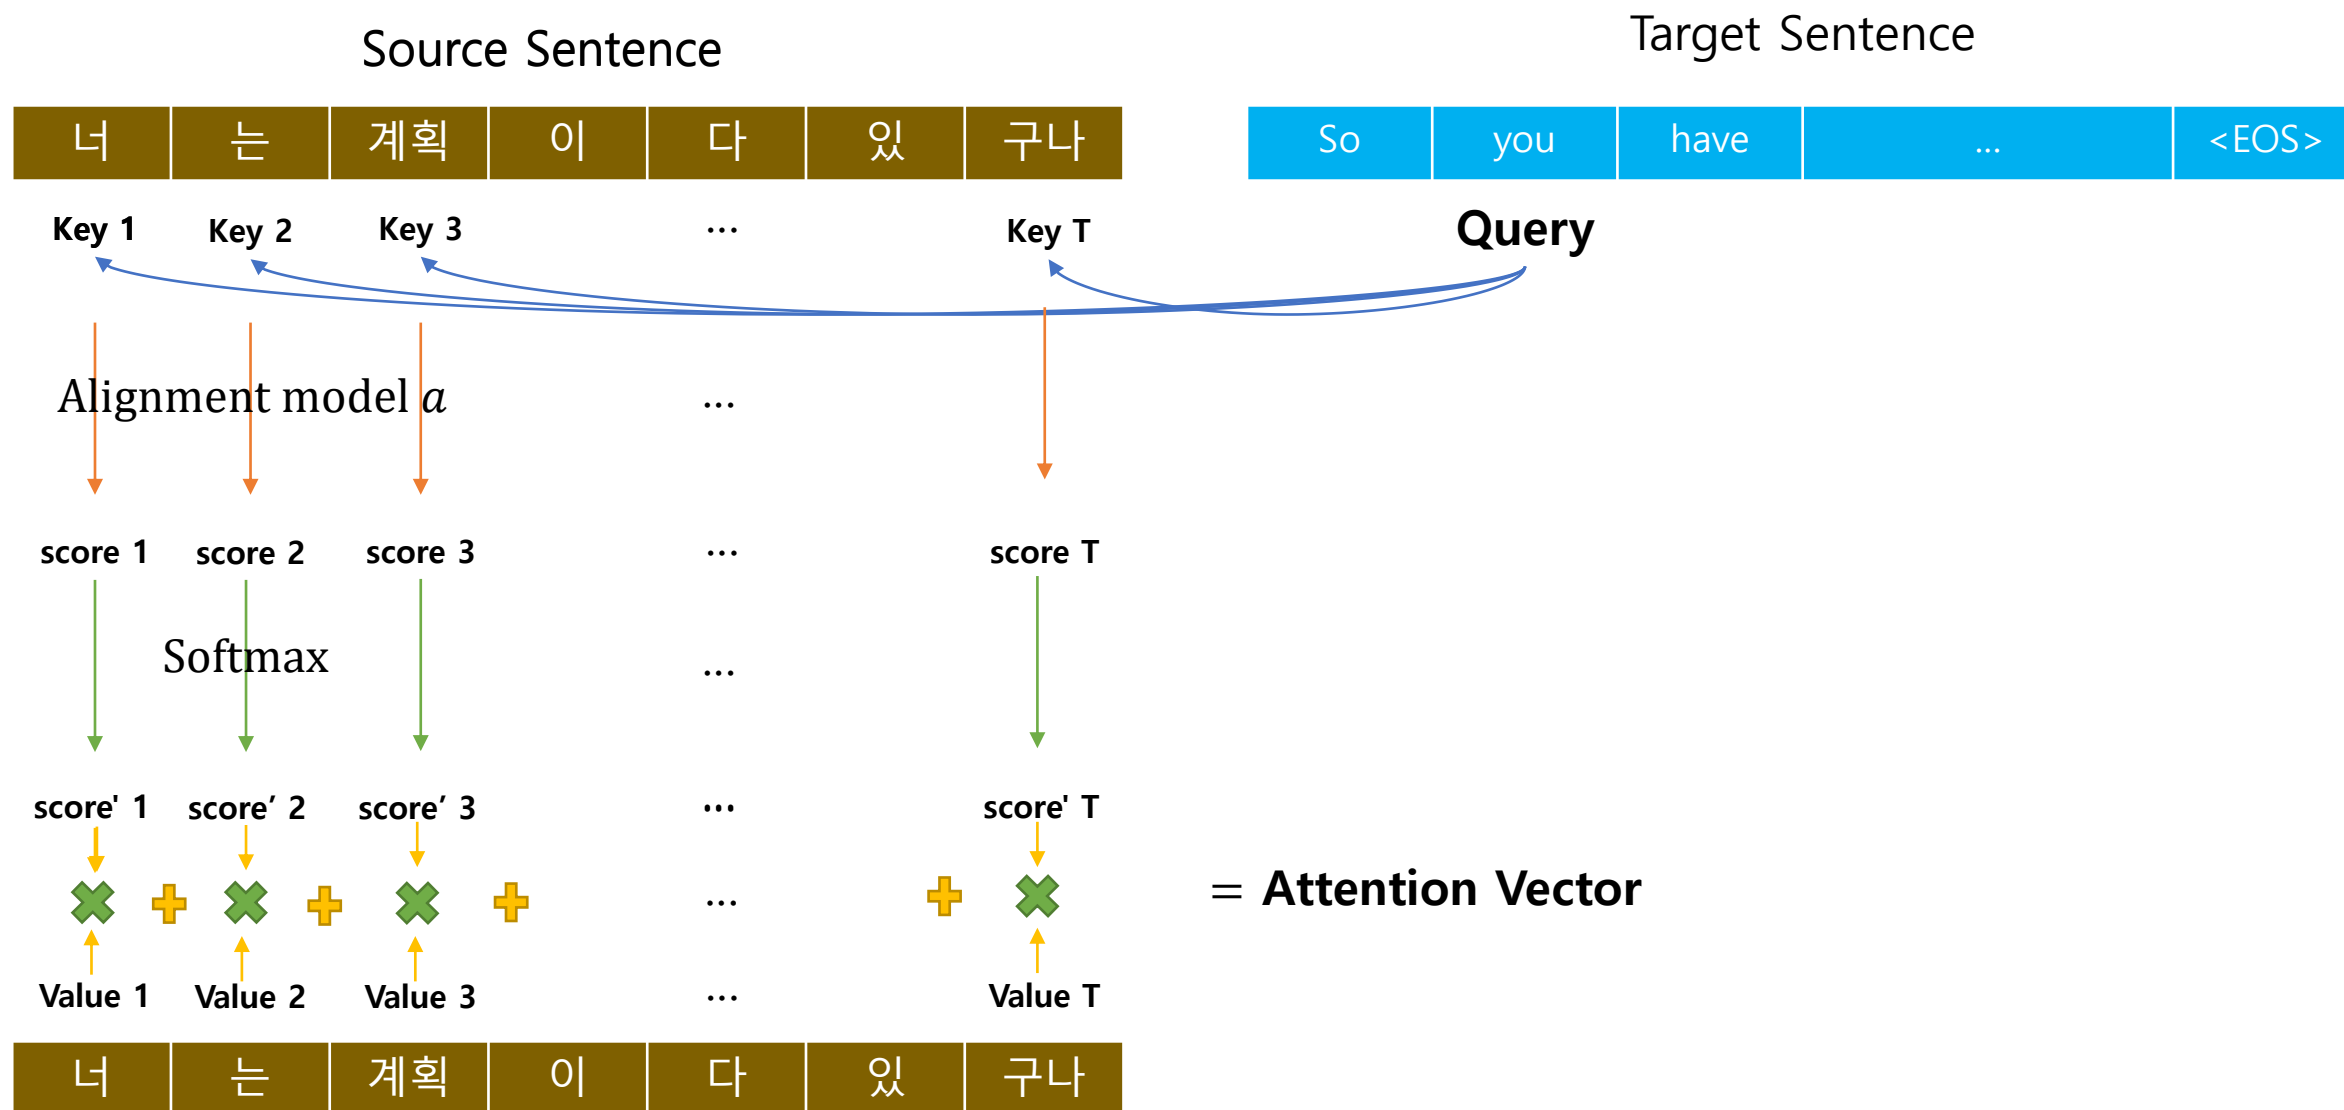 Source Sentence
Target Sentence
너 는 계획 이 다 있 구나
So you have ... <EOS>
Key 1 Key 2 Key 3 ... Key T
Query
Alignment model a ...
score 1 score 2 score 3 ... score T
Softmax ...
score' 1 score’ 2 score’ 3 ... score' T
... = Attention Vector
Value 1 Value 2 Value 3 ... Value T
너 는 계획 이 다 있 구나